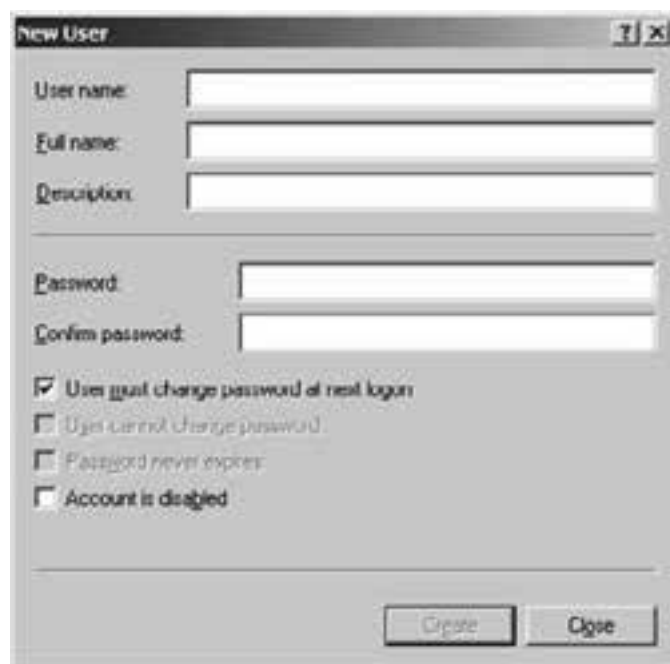 New User
User name:
Full name:
Description:
Password:
Confirm password:
User must change password at next logon
User cannot change password
Password never expires
Account is disabled
Create Close